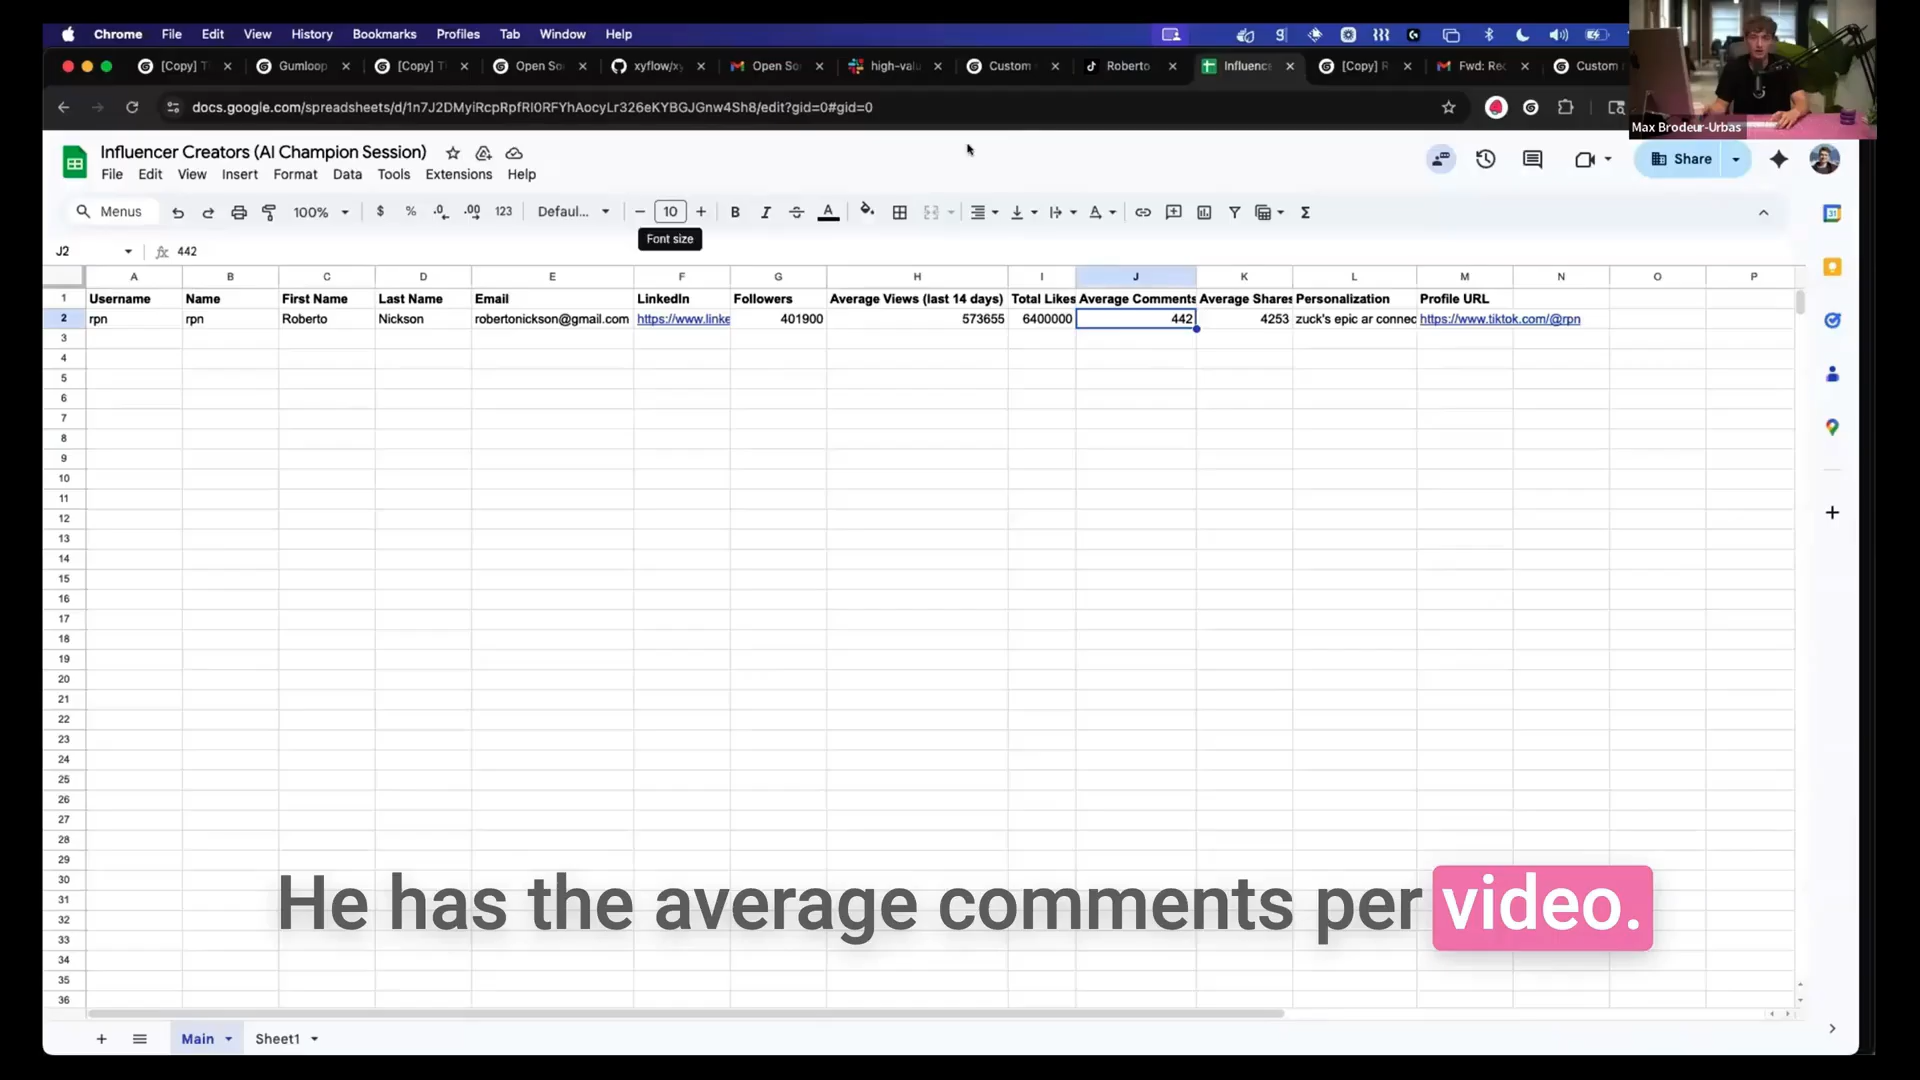 Chrome File Edit View History Bookmarks Profiles Tab Window Help
[Copy] T Gumloop [Copy] T Open So xyflow/xy Open So high-valu Custom Roberto Influence [Copy] R Fwd: Rec Custom
docs.google.com/spreadsheets/d/1n7J2DMyiRcpRpfRl0RFYhAocyLr326eKYBGJGnw4Sh8/edit?gid=0#gid=0
Max Brodeur-Urbas
Influencer Creators (AI Champion Session)
Share
File Edit View Insert Format Data Tools Extensions Help
Menus 100% $ % .0 .00 123 Defaul... 10 B I A
Font size
J2 fx 442
A B C D E F G H I J K L M N O P
1 Username Name First Name Last Name Email LinkedIn Followers Average Views (last 14 days) Total Likes Average Comments Average Shares Personalization Profile URL
2 rpn rpn Roberto Nickson robertonickson@gmail.com https://www.linke 401900 573655 6400000 442 4253 zuck's epic ar connec https://www.tiktok.com/@rpn
3
4
5
6
7
8
9
10
11
12
13
14
15
16
17
18
19
20
21
22
23
24
25
26
27
28
29
30
31
32
33
34
35
36
He has the average comments per video.
Main Sheet1